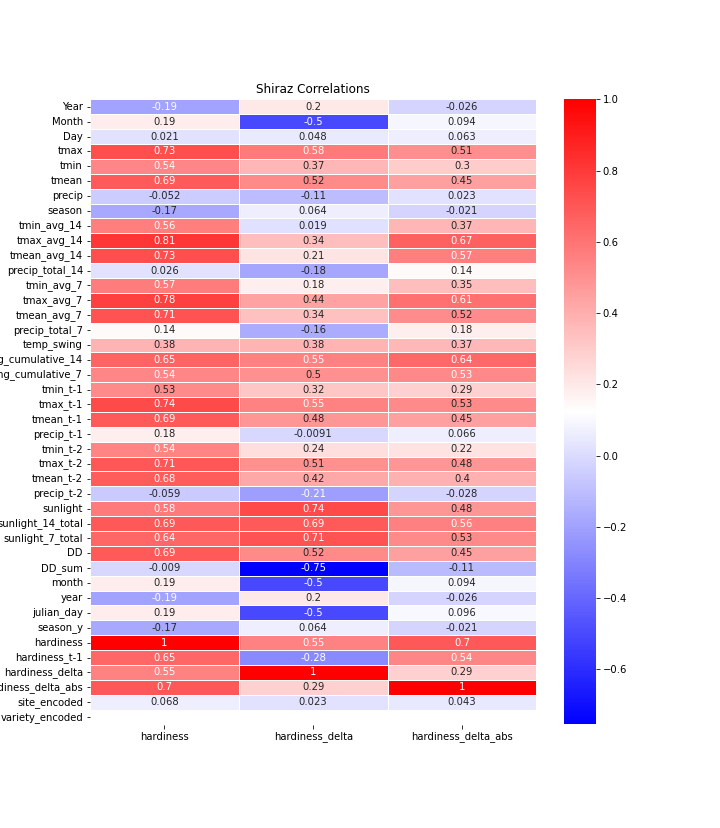 Shiraz Correlations
Year -0.19 0.2 -0.026
Month 0.19 -0.5 0.094
Day 0.021 0.048 0.063
tmax 0.73 0.58 0.51
tmin 0.54 0.37 0.3
tmean 0.69 0.52 0.45
precip -0.052 -0.11 0.023
season -0.17 0.064 -0.021
tmin_avg_14 0.56 0.019 0.37
tmax_avg_14 0.81 0.34 0.67
tmean_avg_14 0.73 0.21 0.57
precip_total_14 0.026 -0.18 0.14
tmin_avg_7 0.57 0.18 0.35
tmax_avg_7 0.78 0.44 0.61
tmean_avg_7 0.71 0.34 0.52
precip_total_7 0.14 -0.16 0.18
temp_swing 0.38 0.38 0.37
g_cumulative_14 0.65 0.55 0.64
ng_cumulative_7 0.54 0.5 0.53
tmin_t-1 0.53 0.32 0.29
tmax_t-1 0.74 0.55 0.53
tmean_t-1 0.69 0.48 0.45
precip_t-1 0.18 -0.0091 0.066
tmin_t-2 0.54 0.24 0.22
tmax_t-2 0.71 0.51 0.48
tmean_t-2 0.68 0.42 0.4
precip_t-2 -0.059 -0.21 -0.028
sunlight 0.58 0.74 0.48
sunlight_14_total 0.69 0.69 0.56
sunlight_7_total 0.64 0.71 0.53
DD 0.69 0.52 0.45
DD_sum -0.009 -0.75 -0.11
month 0.19 -0.5 0.094
year -0.19 0.2 -0.026
julian_day 0.19 -0.5 0.096
season_y -0.17 0.064 -0.021
hardiness 1 0.55 0.7
hardiness_t-1 0.65 -0.28 0.54
hardiness_delta 0.55 1 0.29
diness_delta_abs 0.7 0.29 1
site_encoded 0.068 0.023 0.043
variety_encoded
hardiness hardiness_delta hardiness_delta_abs
1.0
0.8
0.6
0.4
0.2
0.0
-0.2
-0.4
-0.6